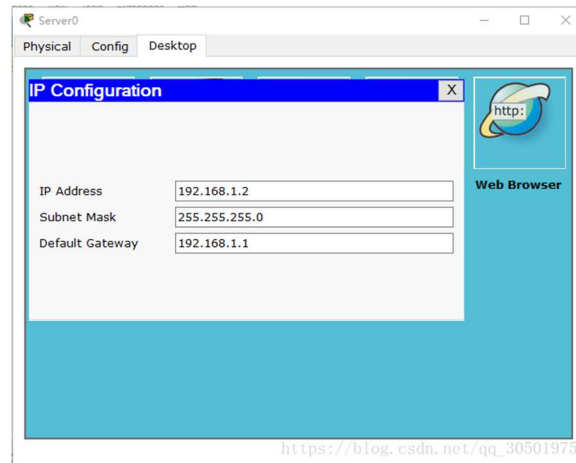 Server0
Physical Config Desktop
IP Configuration X
http:
IP Address 192.168.1.2
Web Browser
Subnet Mask 255.255.255.0
Default Gateway 192.168.1.1
https://blog.csdn.net/qq_30501975